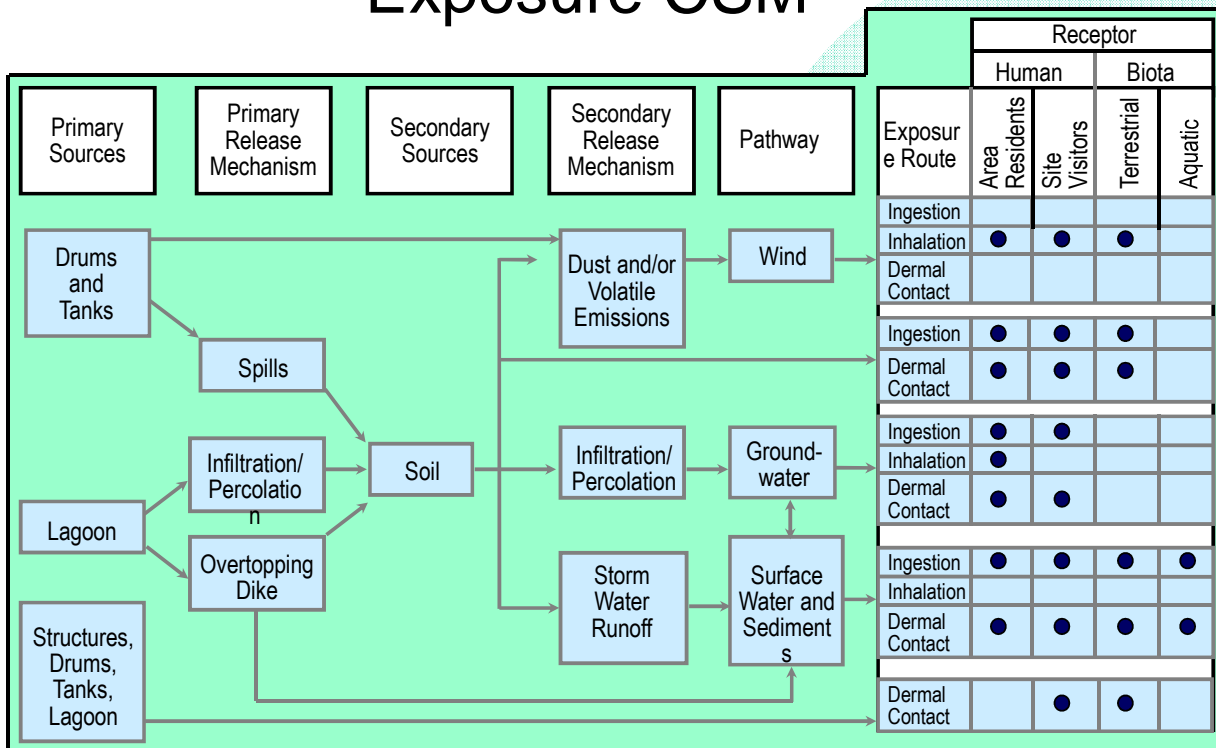 Exposure CSM
Receptor
Human
Biota
Primary
Sources
Primary
Release
Mechanism
Secondary
Sources
Secondary
Release
Mechanism
Pathway
Exposur
e Route
Area
Residents
Site
Visitors
Terrestrial
Aquatic
Ingestion
Inhalation
Dermal
Contact
Drums
and
Tanks
Dust and/or
Volatile
Emissions
Wind
Spills
Ingestion
Dermal
Contact
Lagoon
Infiltration/
Percolatio
n
Overtopping
Dike
Soil
Infiltration/
Percolation
Ground-
water
Ingestion
Inhalation
Dermal
Contact
Storm
Water
Runoff
Surface
Water and
Sediment
s
Ingestion
Inhalation
Dermal
Contact
Structures,
Drums,
Tanks,
Lagoon
Dermal
Contact